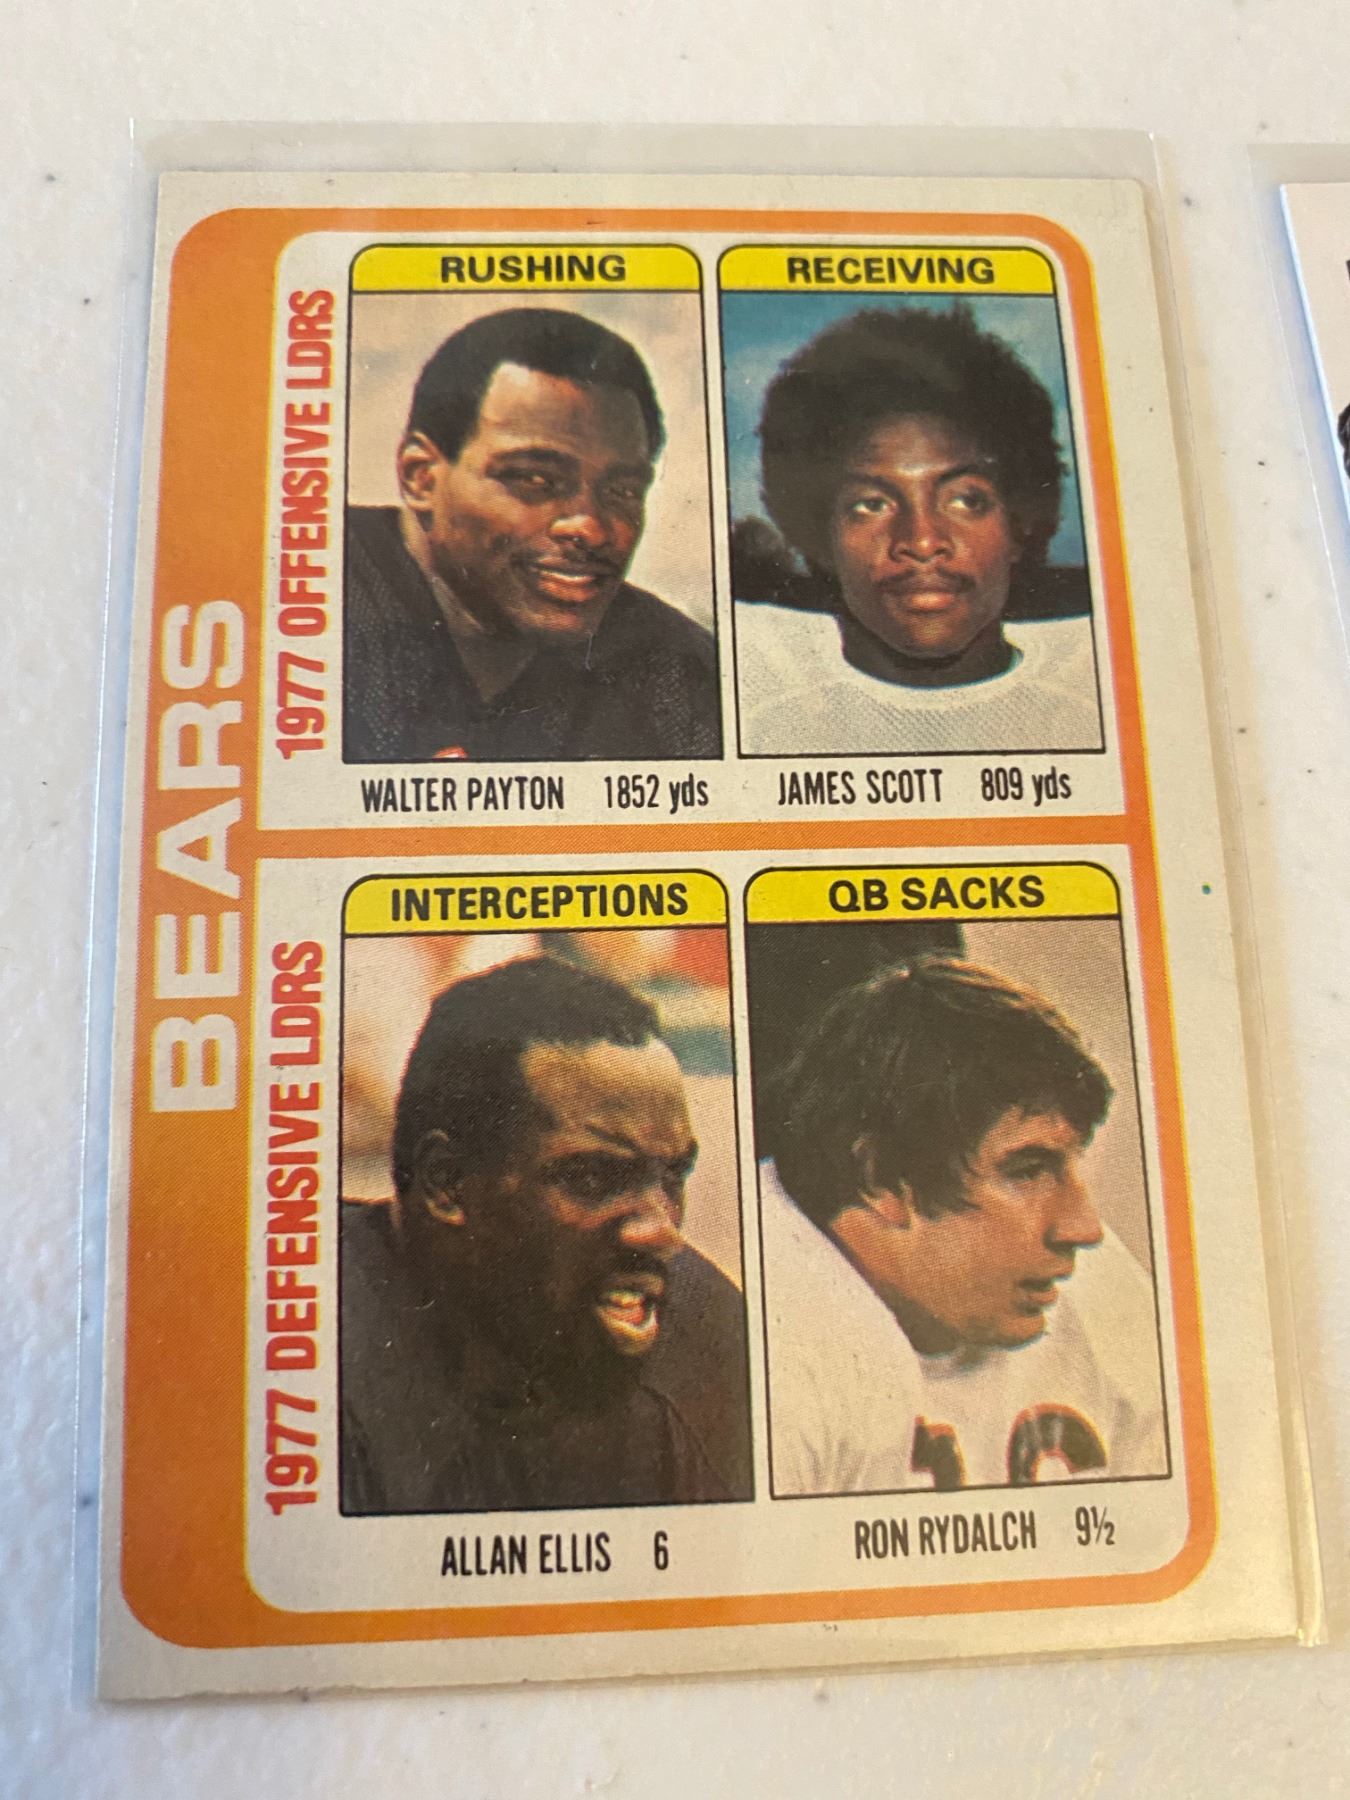 BEARS
1977 OFFENSIVE LDRS
RUSHING
RECEIVING
WALTER PAYTON 1852 yds
JAMES SCOTT 809 yds
1977 DEFENSIVE LDRS
INTERCEPTIONS
QB SACKS
ALLAN ELLIS 6
RON RYDALCH 9½